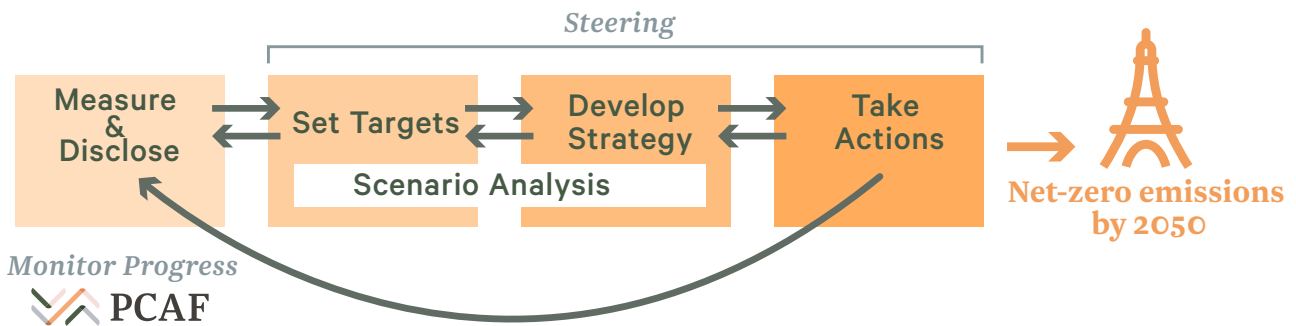 Steering
Measure
&
Disclose
Set Targets
Develop
Strategy
Take
Actions
Scenario Analysis
Net-zero emissions
by 2050
Monitor Progress
PCAF